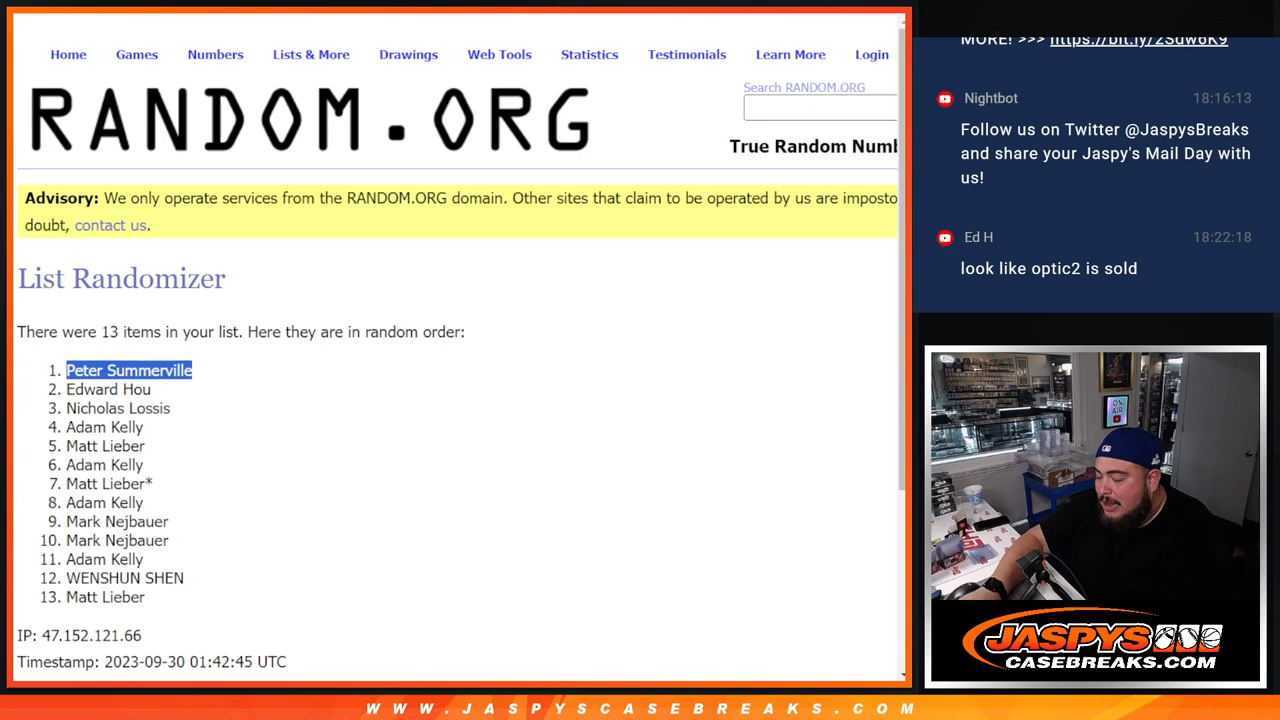 Home Games Numbers Lists & More Drawings Web Tools Statistics Testimonials Learn More Login
RANDOM.ORG
Search RANDOM.ORG
True Random Numb
Advisory: We only operate services from the RANDOM.ORG domain. Other sites that claim to be operated by us are imposto
doubt, contact us.
List Randomizer
There were 13 items in your list. Here they are in random order:
1. Peter Summerville
2. Edward Hou
3. Nicholas Lossis
4. Adam Kelly
5. Matt Lieber
6. Adam Kelly
7. Matt Lieber*
8. Adam Kelly
9. Mark Nejbauer
10. Mark Nejbauer
11. Adam Kelly
12. WENSHUN SHEN
13. Matt Lieber
IP: 47.152.121.66
Timestamp: 2023-09-30 01:42:45 UTC
MORE! >>> https://bit.ly/2Sdw6K9
Nightbot 18:16:13
Follow us on Twitter @JaspysBreaks
and share your Jaspy's Mail Day with
us!
Ed H 18:22:18
look like optic2 is sold
ON
AIR
JASPYS
CASEBREAKS.COM
WWW.JASPYSCASEBREAKS.COM